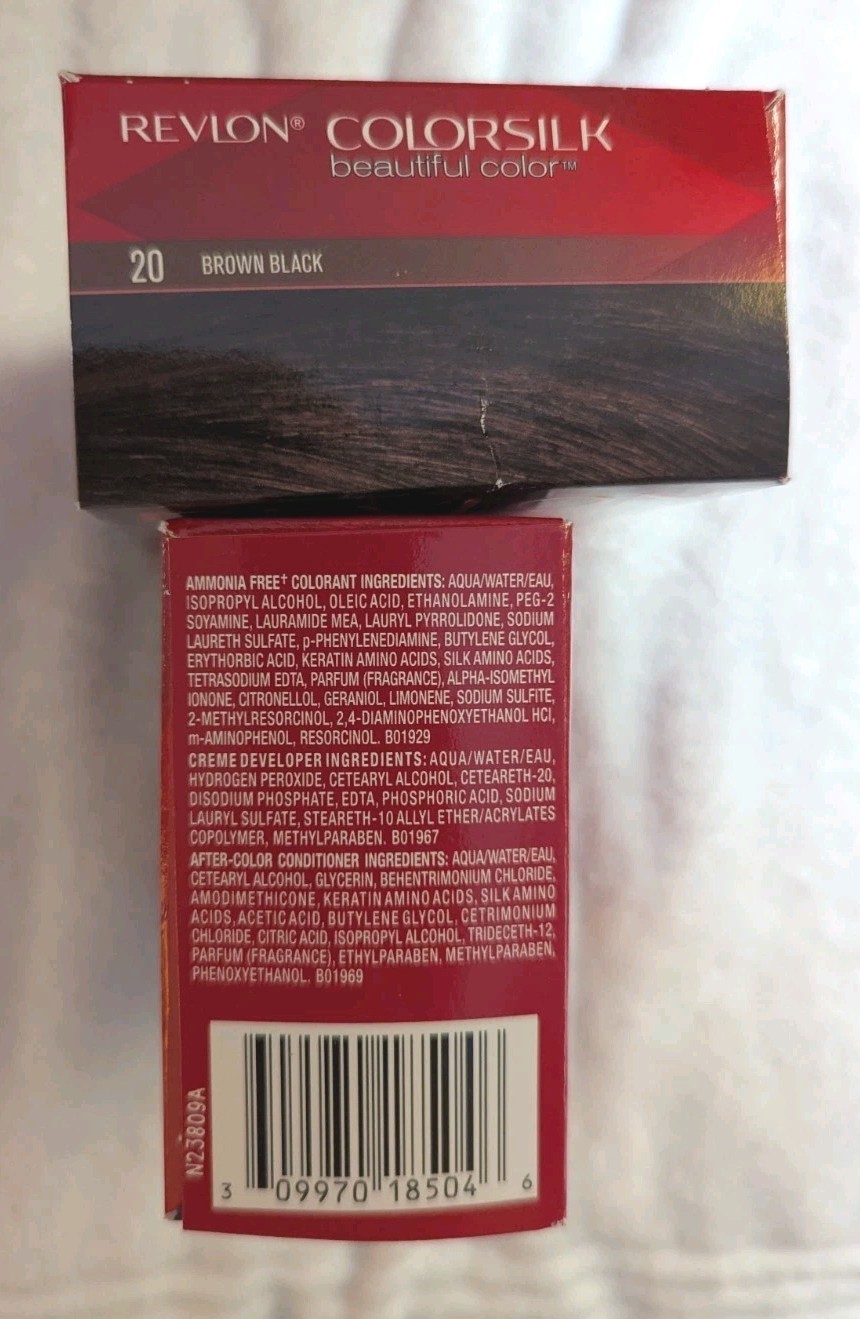 REVLON® COLORSILK
beautiful color™
20 BROWN BLACK
AMMONIA FREE† COLORANT INGREDIENTS: AQUA/WATER/EAU,
ISOPROPYL ALCOHOL, OLEIC ACID, ETHANOLAMINE, PEG-2
SOYAMINE, LAURAMIDE MEA, LAURYL PYRROLIDONE, SODIUM
LAURETH SULFATE, p-PHENYLENEDIAMINE, BUTYLENE GLYCOL,
ERYTHORBIC ACID, KERATIN AMINO ACIDS, SILK AMINO ACIDS,
TETRASODIUM EDTA, PARFUM (FRAGRANCE), ALPHA-ISOMETHYL
IONONE, CITRONELLOL, GERANIOL, LIMONENE, SODIUM SULFITE,
2-METHYLRESORCINOL, 2,4-DIAMINOPHENOXYETHANOL HCl,
m-AMINOPHENOL, RESORCINOL. B01929
CREME DEVELOPER INGREDIENTS: AQUA/WATER/EAU,
HYDROGEN PEROXIDE, CETEARYL ALCOHOL, CETEARETH-20,
DISODIUM PHOSPHATE, EDTA, PHOSPHORIC ACID, SODIUM
LAURYL SULFATE, STEARETH-10 ALLYL ETHER/ACRYLATES
COPOLYMER, METHYLPARABEN. B01967
AFTER-COLOR CONDITIONER INGREDIENTS: AQUA/WATER/EAU,
CETEARYL ALCOHOL, GLYCERIN, BEHENTRIMONIUM CHLORIDE,
AMODIMETHICONE, KERATIN AMINO ACIDS, SILK AMINO
ACIDS, ACETIC ACID, BUTYLENE GLYCOL, CETRIMONIUM
CHLORIDE, CITRIC ACID, ISOPROPYL ALCOHOL, TRIDECETH-12,
PARFUM (FRAGRANCE), ETHYLPARABEN, METHYLPARABEN,
PHENOXYETHANOL. B01969
N23809A
3 09970 18504 6